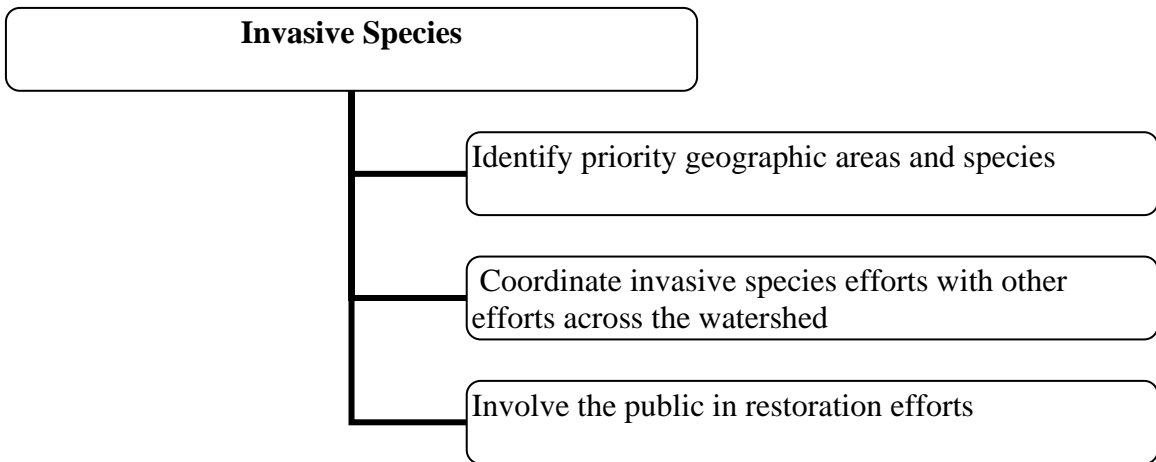 Invasive Species
Identify priority geographic areas and species
Coordinate invasive species efforts with other
efforts across the watershed
Involve the public in restoration efforts